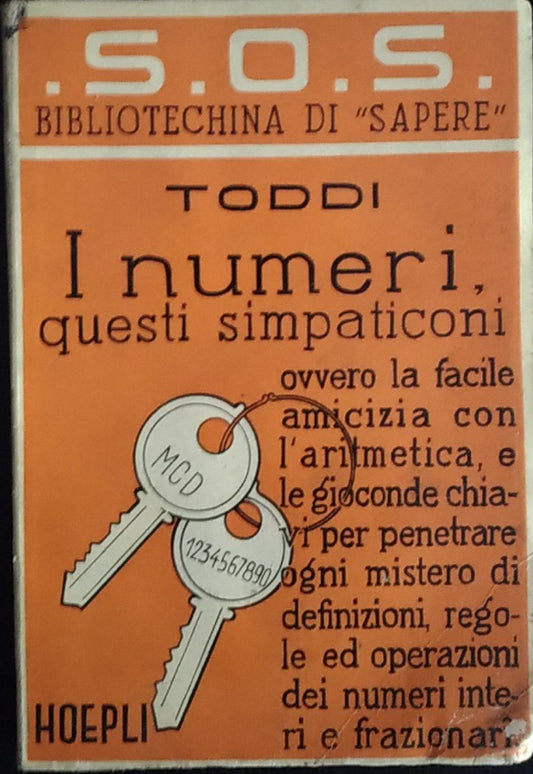 .S.O.S.
BIBLIOTECHINA DI "SAPERE"
TODDI
I numeri,
questi simpaticoni
ovvero la facile
amicizia con
l'aritmetica, e
le gioconde chia-
vi per penetrare
ogni mistero di
definizioni, rego-
le ed operazioni
dei numeri inte-
ri e frazionari.
MCD
1234567890
HOEPLI